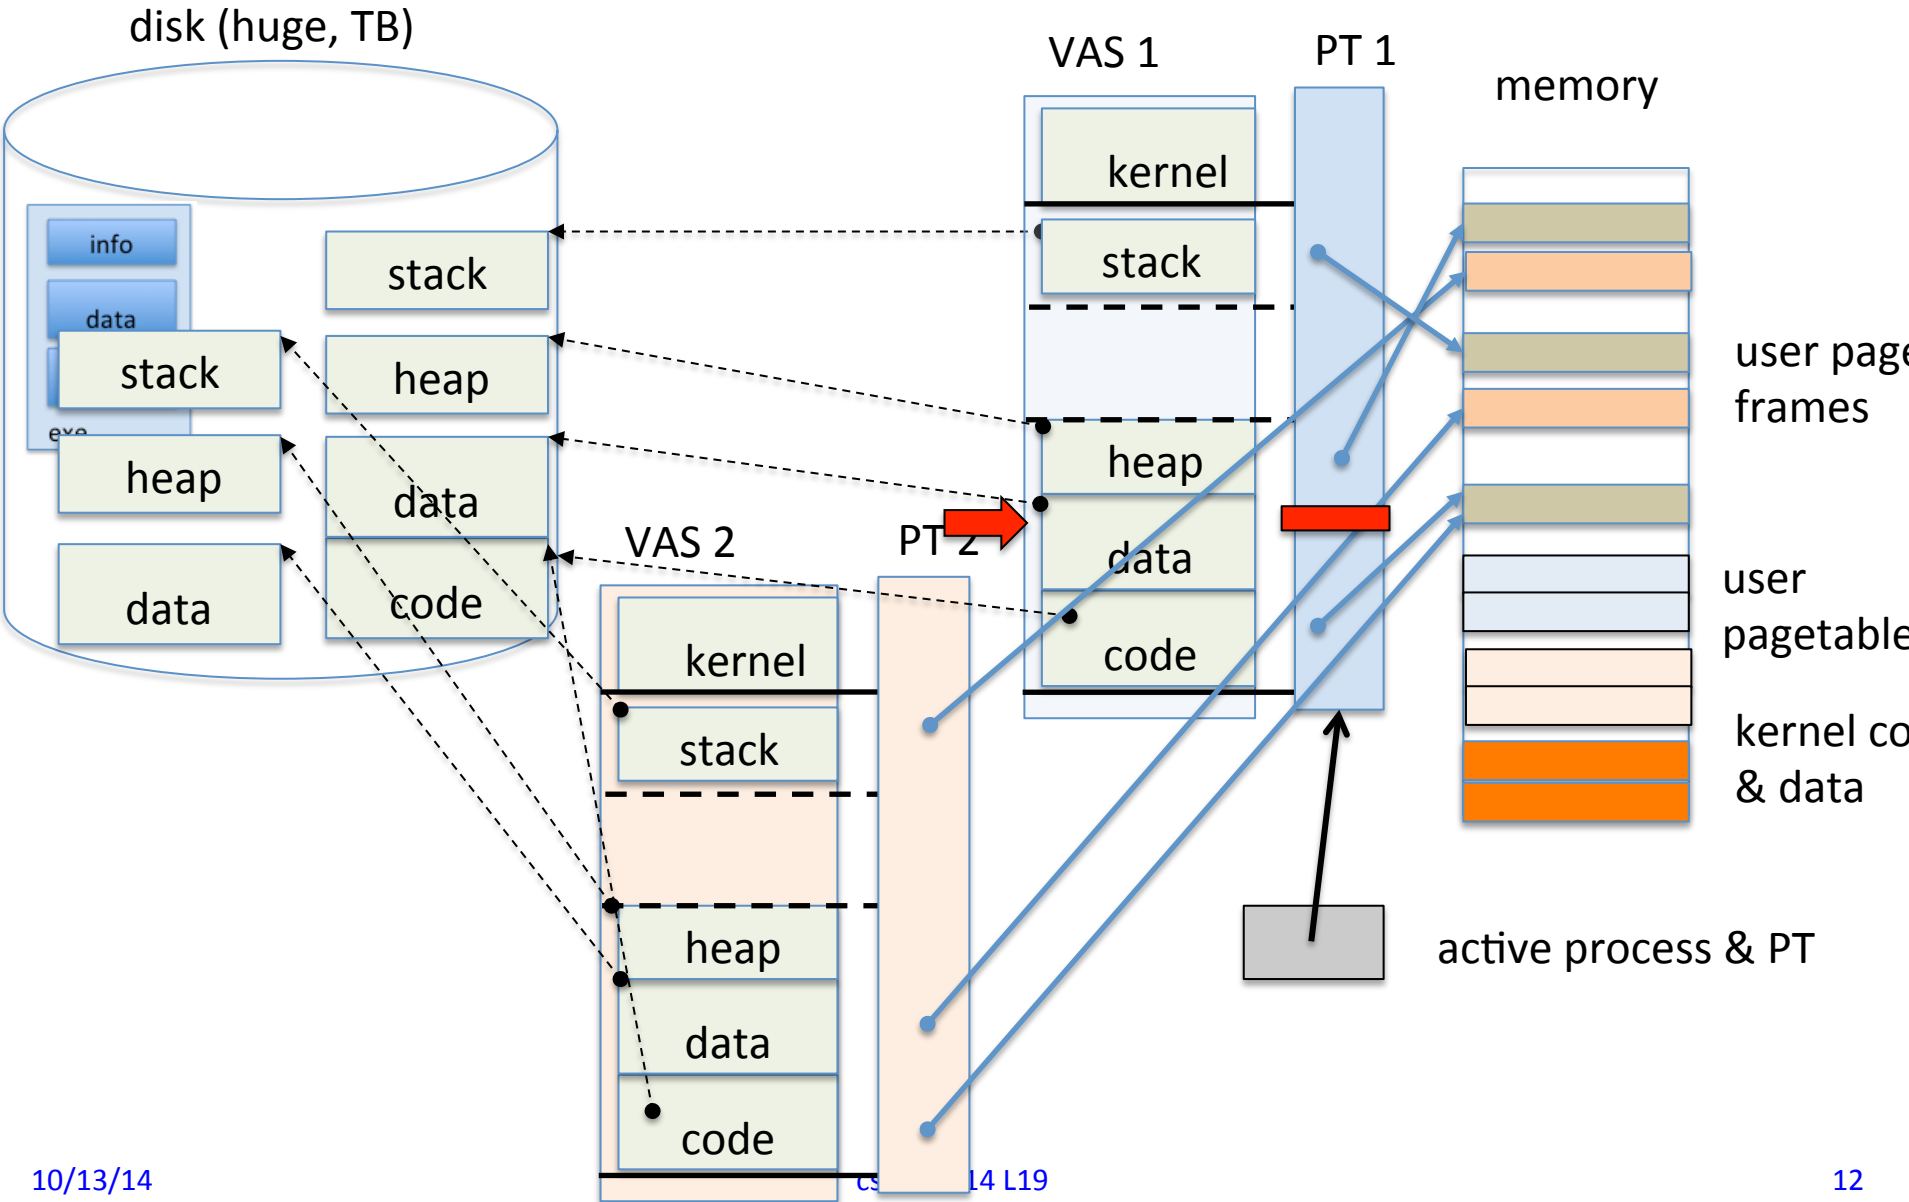 disk (huge, TB)
VAS 1
PT 1
memory
kernel
info
stack
stack
data
stack
heap
user page
frames
exe
heap
heap
data
VAS 2
PT 2
data
user
pagetable
data
code
code
kernel
kernel co
& data
stack
heap
active process & PT
data
code
10/13/14
cs
14 L19
12